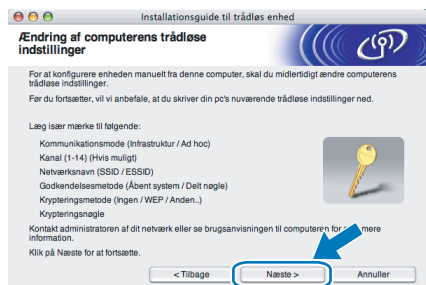 Installationsguide til trådløs enhed
Ændring af computerens trådløse
indstillinger
For at konfigurere enheden manuelt fra denne computer, skal du midlertidigt ændre computerens
trådløse indstillinger.
Før du fortsætter, vil vi anbefale, at du skriver din pc's nuværende trådløse indstillinger ned.
Læg især mærke til følgende:
Kommunikationsmode (Infrastruktur / Ad hoc)
Kanal (1-14) (Hvis muligt)
Netværksnavn (SSID / ESSID)
Godkendelsesmetode (Åbent system / Delt nøgle)
Krypteringsmetode (Ingen / WEP / Anden..)
Krypteringsnøgle
Kontakt administratoren af dit netværk eller se brugsanvisningen til computeren for mere
information.
Klik på Næste for at fortsætte.
< Tilbage
Næste >
Annuller